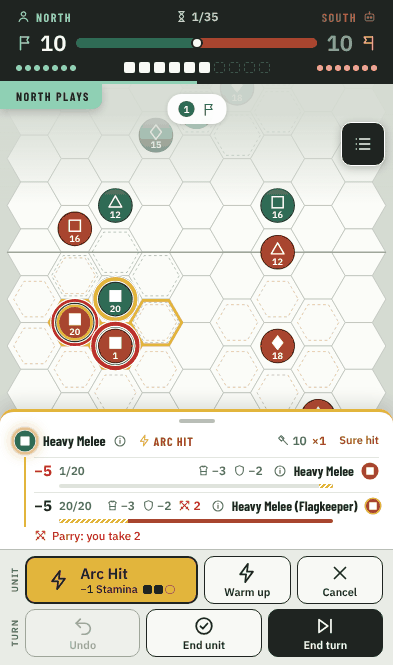 NORTH
1/35
SOUTH
10
10
NORTH PLAYS
1
18
15
12
16
16
12
20
20
1
18
Heavy Melee
ARC HIT
10 ×1
Sure hit
−5 1/20
−3
−2
Heavy Melee
−5 20/20
−3
−2
2
Heavy Melee (Flagkeeper)
Parry: you take 2
UNIT
Arc Hit
−1 Stamina
Warm up
Cancel
TURN
Undo
End unit
End turn